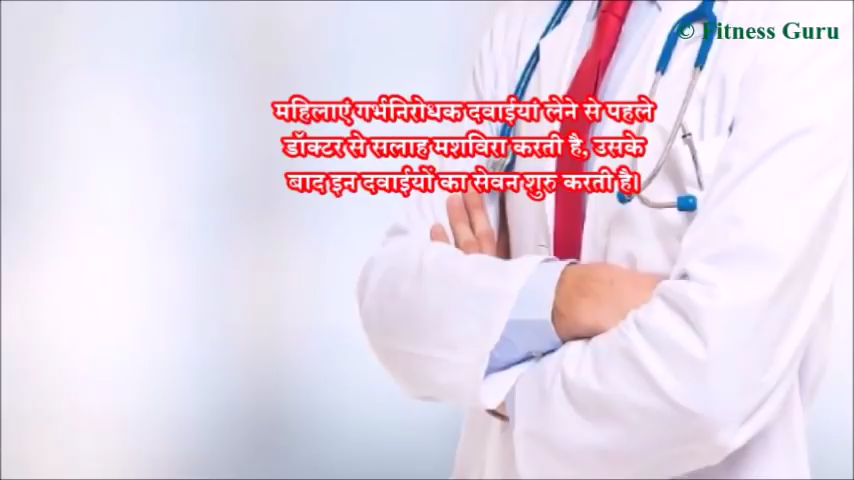 © Fitness Guru
महिलाएं गर्भनिरोधक दवाईयां लेने से पहले
डॉक्टर से सलाह मशविरा करती है, उसके
बाद इन दवाईयों का सेवन शुरु करती है।